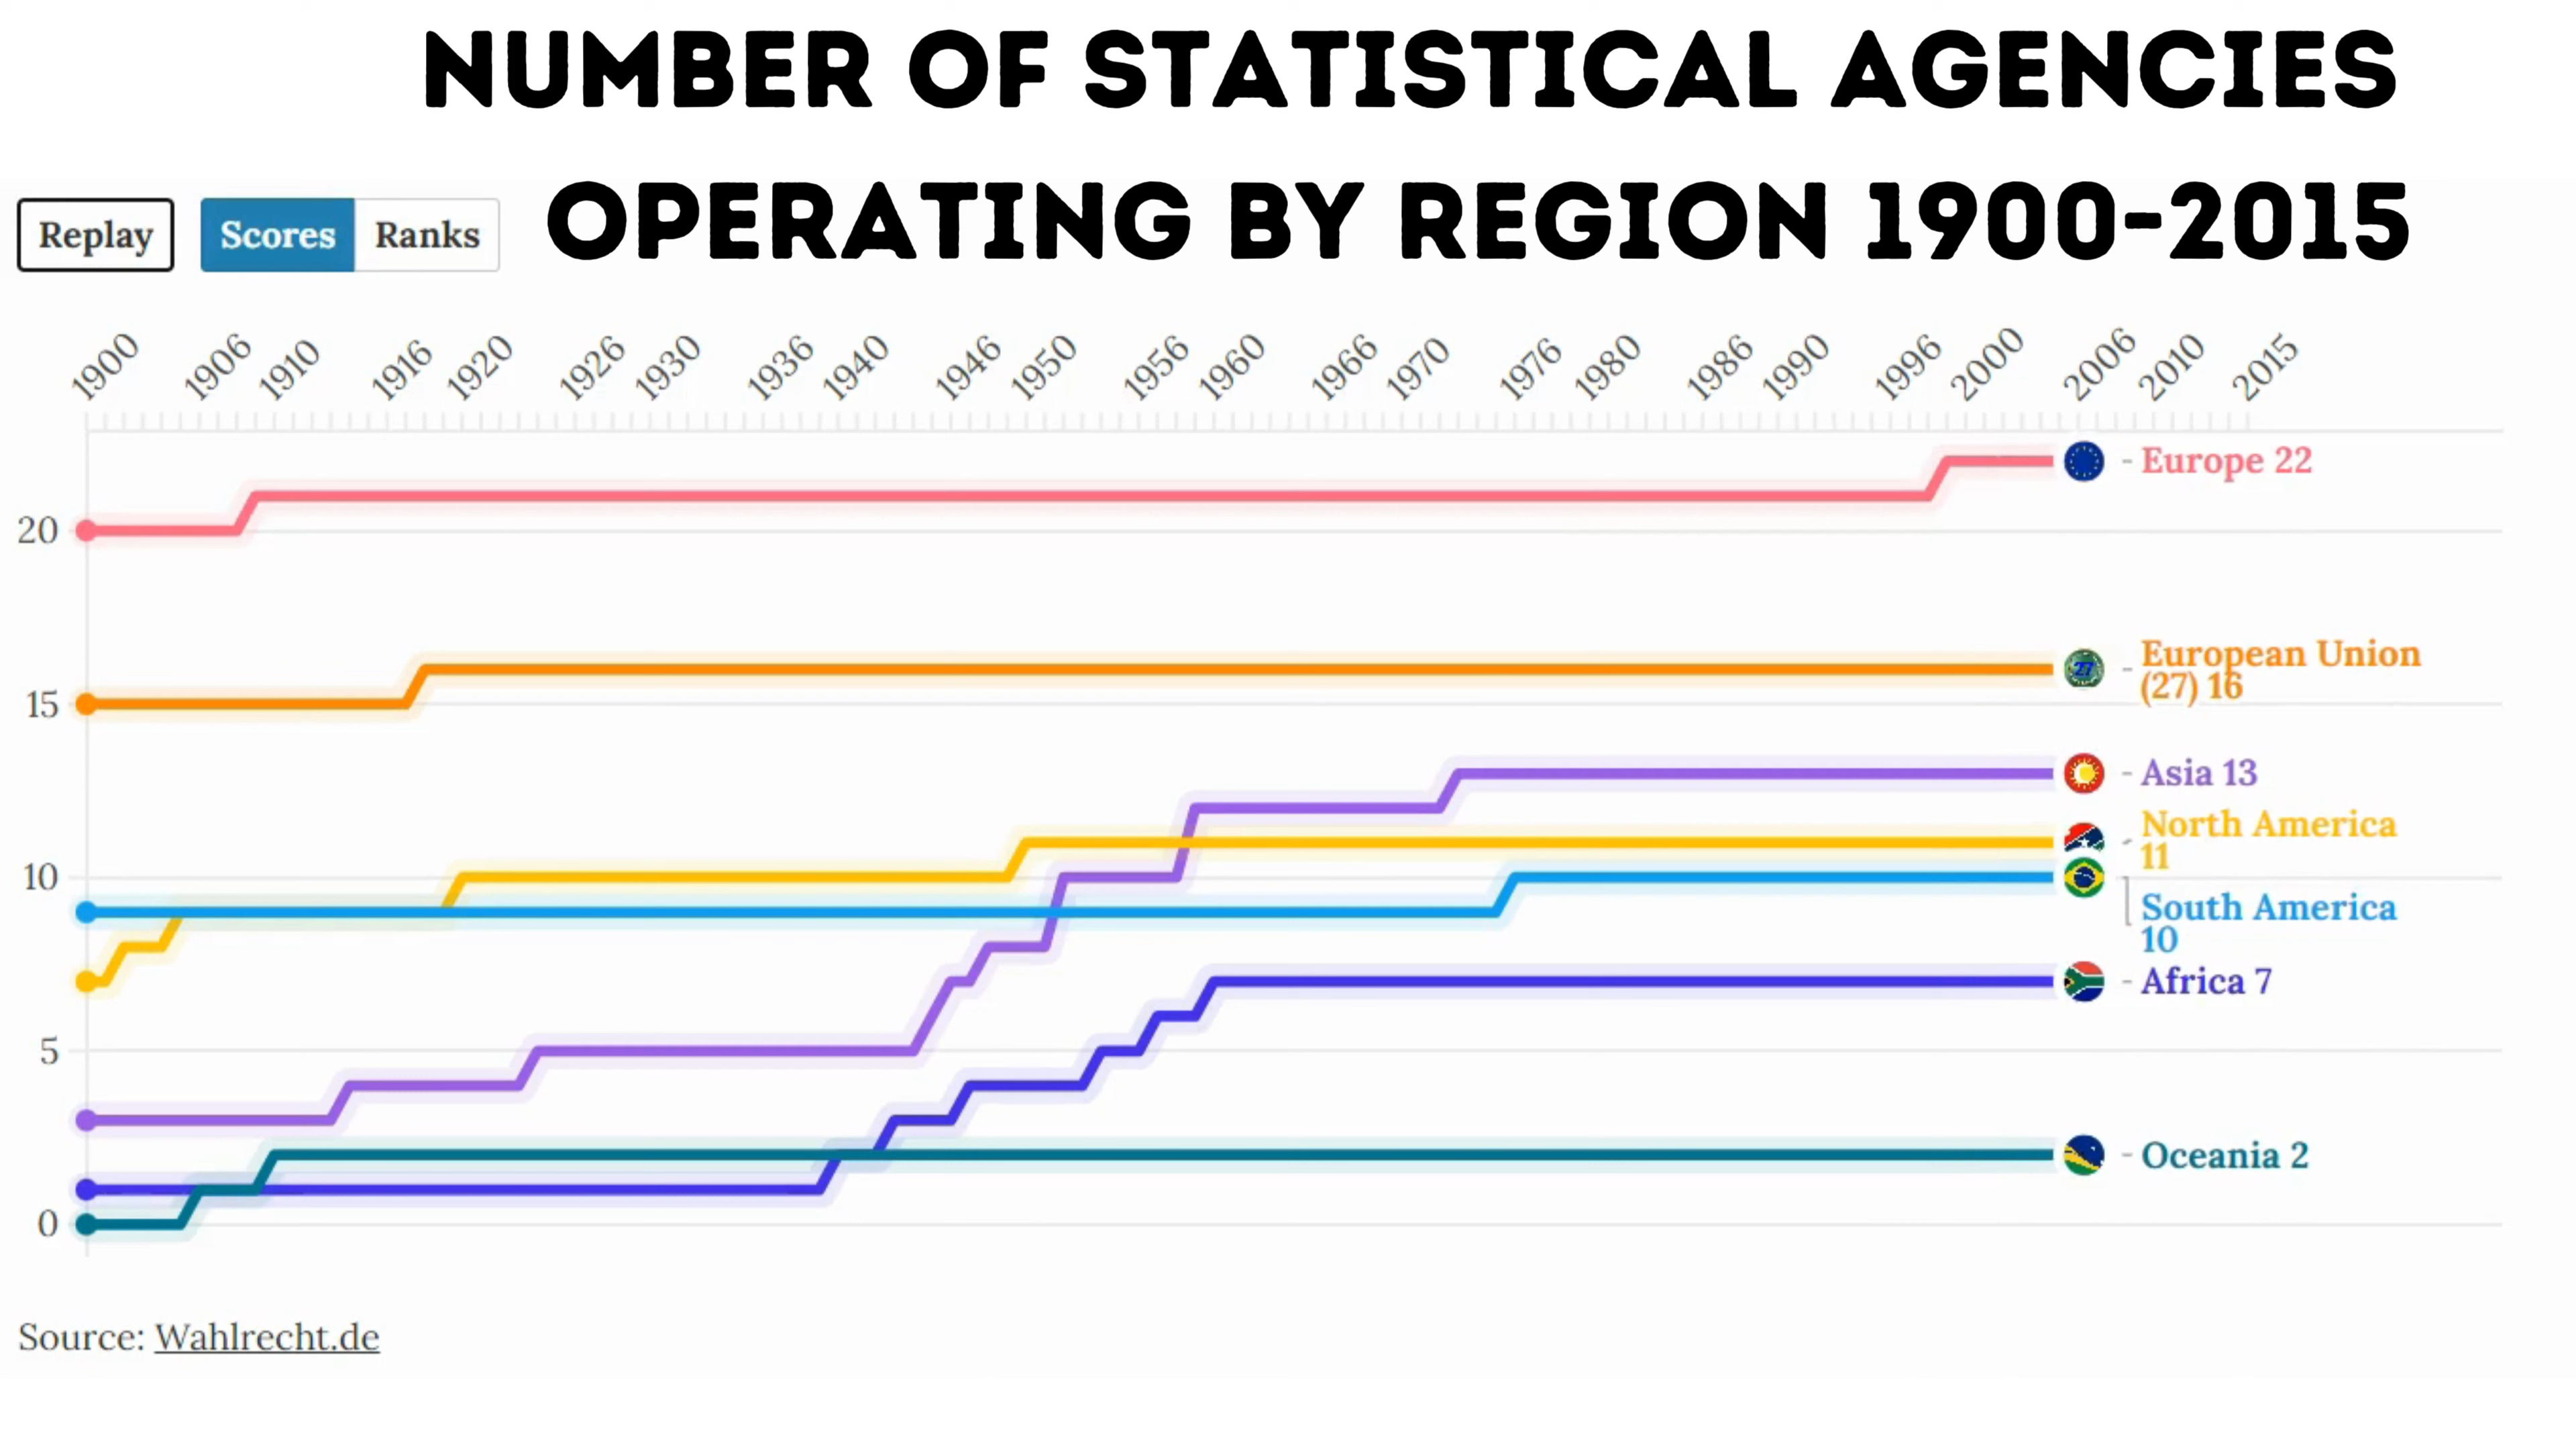 NUMBER OF STATISTICAL AGENCIES
OPERATING BY REGION 1900-2015
Replay
Scores
Ranks
1900
1906
1910
1916
1920
1926
1930
1936
1940
1946
1950
1956
1960
1966
1970
1976
1980
1986
1990
1996
2000
2006
2010
2015
20
15
10
5
0
Europe 22
27
European Union
(27) 16
Asia 13
North America
11
South America
10
Africa 7
Oceania 2
Source: Wahlrecht.de